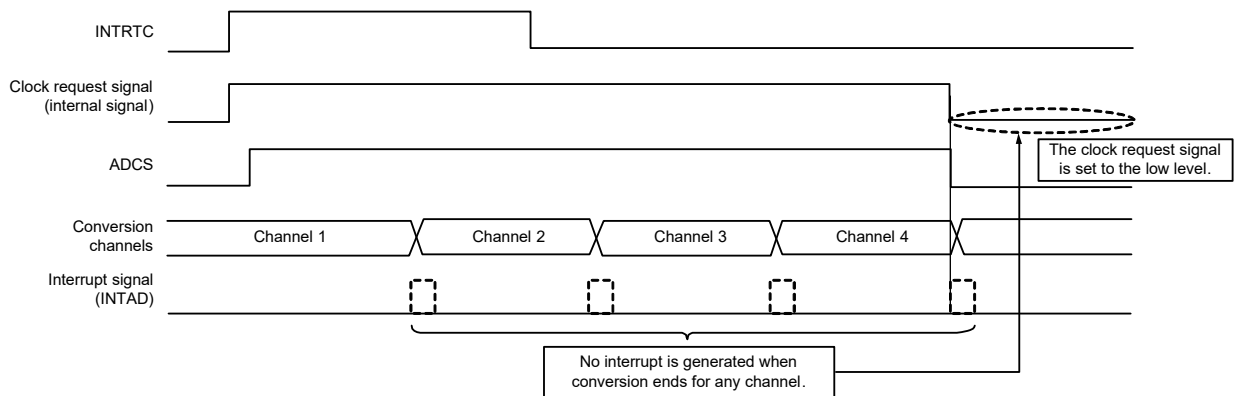 INTRTC
Clock request signal
(internal signal)
The clock request signal
is set to the low level.
ADCS
Conversion
channels
Channel 1
Channel 2
Channel 3
Channel 4
Interrupt signal
(INTAD)
No interrupt is generated when
conversion ends for any channel.